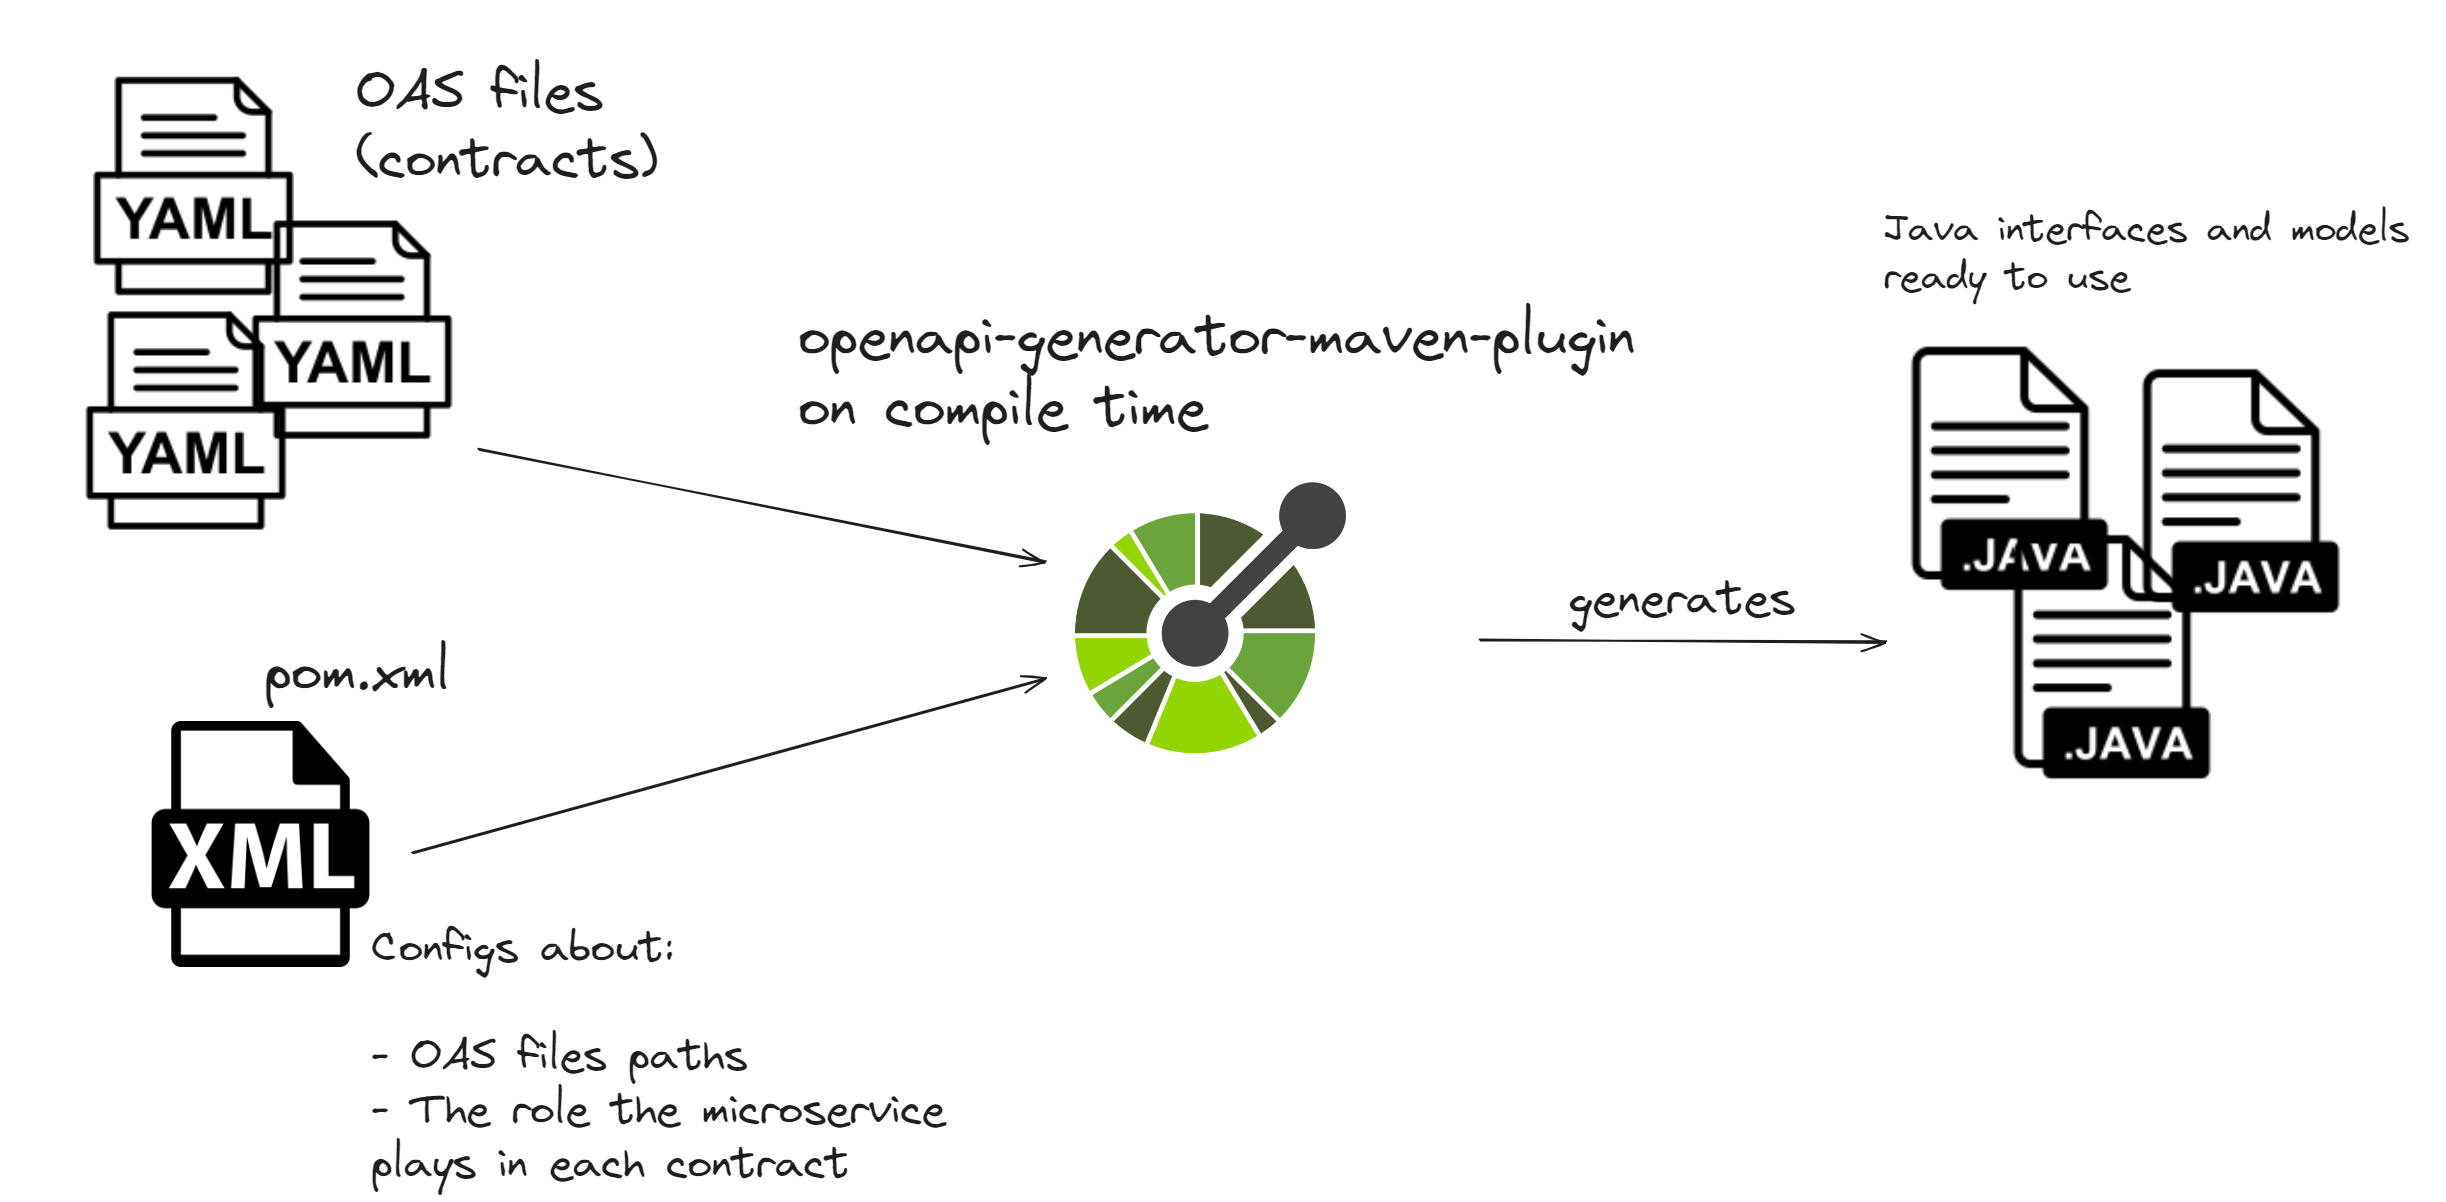 OAS files
(contracts)
YAML
YAML
YAML
openapi-generator-maven-plugin
on compile time
pom.xml
XML
Configs about:
- OAS files paths
- The role the microservice
plays in each contract
generates
Java interfaces and models
ready to use
.JAVA
.JAVA
.JAVA